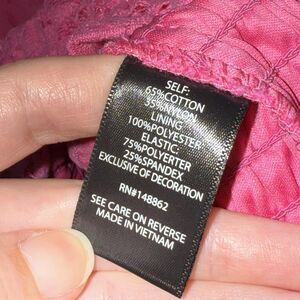 SELF:
65%COTTON
35%NYLON
LINING
100%POLYESTER
ELASTIC:
75%POLYERTER
25%SPANDEX
EXCLUSIVE OF DECORATION
RN#148862
SEE CARE ON REVERSE
MADE IN VIETNAM